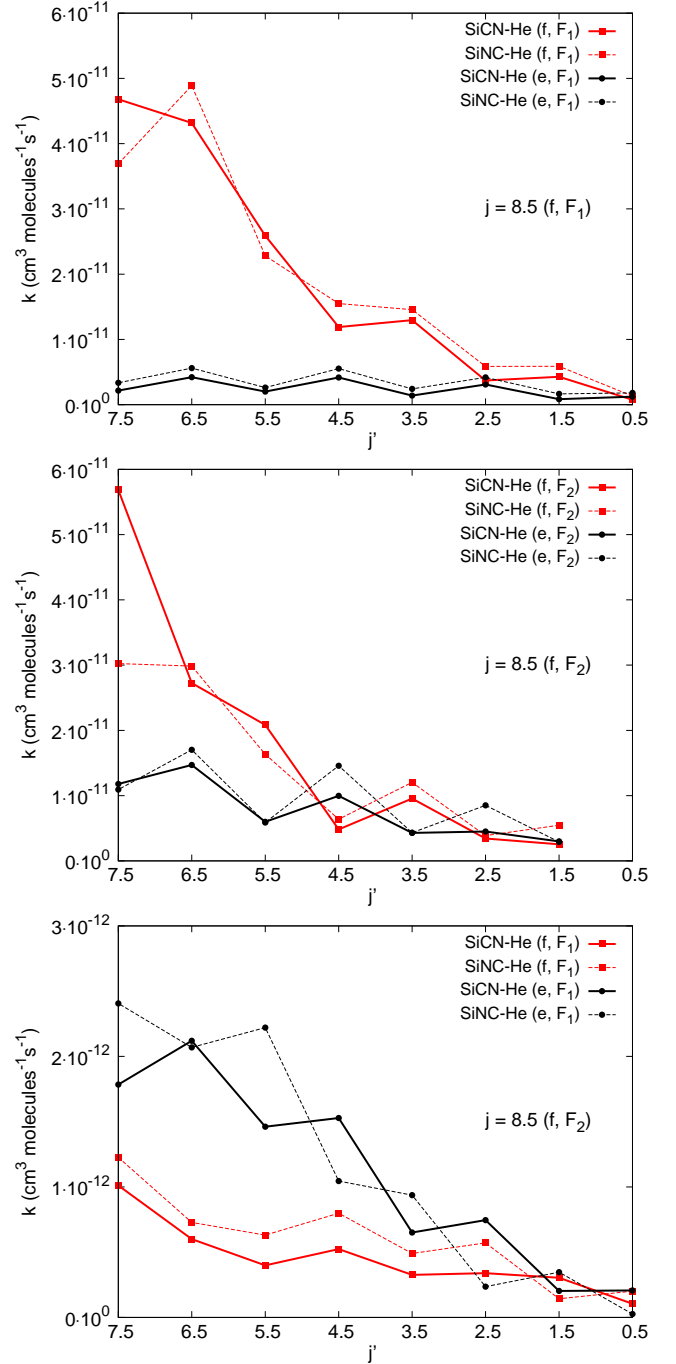 6·10⁻¹¹
SiCN-He (f, F₁)
SiNC-He (f, F₁)
SiCN-He (e, F₁)
SiNC-He (e, F₁)
5·10⁻¹¹
4·10⁻¹¹
3·10⁻¹¹
j = 8.5 (f, F₁)
2·10⁻¹¹
1·10⁻¹¹
0·10⁰
k (cm³ molecules⁻¹s⁻¹)
7.5 6.5 5.5 4.5 3.5 2.5 1.5 0.5
j'
6·10⁻¹¹
SiCN-He (f, F₂)
SiNC-He (f, F₂)
SiCN-He (e, F₂)
SiNC-He (e, F₂)
5·10⁻¹¹
4·10⁻¹¹
3·10⁻¹¹
j = 8.5 (f, F₂)
2·10⁻¹¹
1·10⁻¹¹
0·10⁰
k (cm³ molecules⁻¹s⁻¹)
7.5 6.5 5.5 4.5 3.5 2.5 1.5 0.5
j'
3·10⁻¹²
SiCN-He (f, F₁)
SiNC-He (f, F₁)
SiCN-He (e, F₁)
SiNC-He (e, F₁)
2·10⁻¹²
j = 8.5 (f, F₂)
1·10⁻¹²
0·10⁰
k (cm³ molecules⁻¹s⁻¹)
7.5 6.5 5.5 4.5 3.5 2.5 1.5 0.5
j'